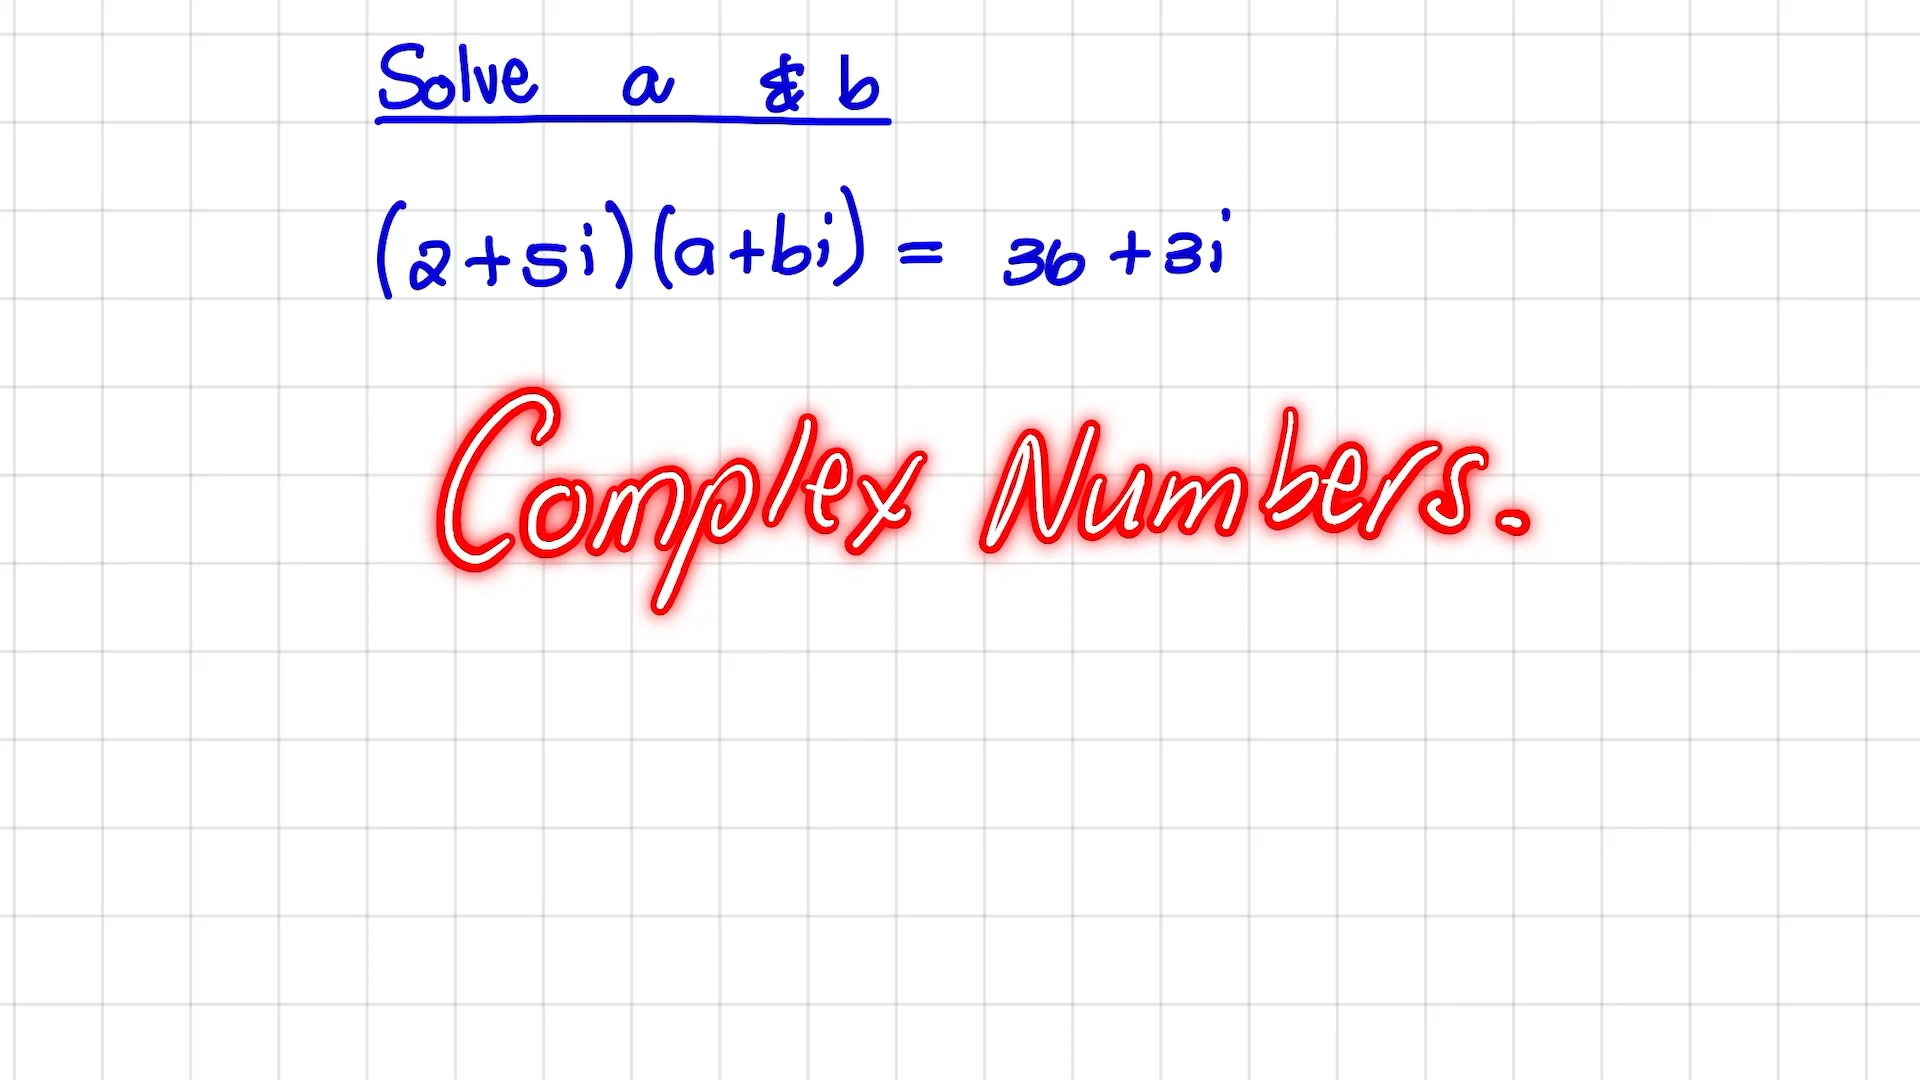 Solve a & b
(2+5i)(a+bi) = 36 +3i
Complex Numbers.